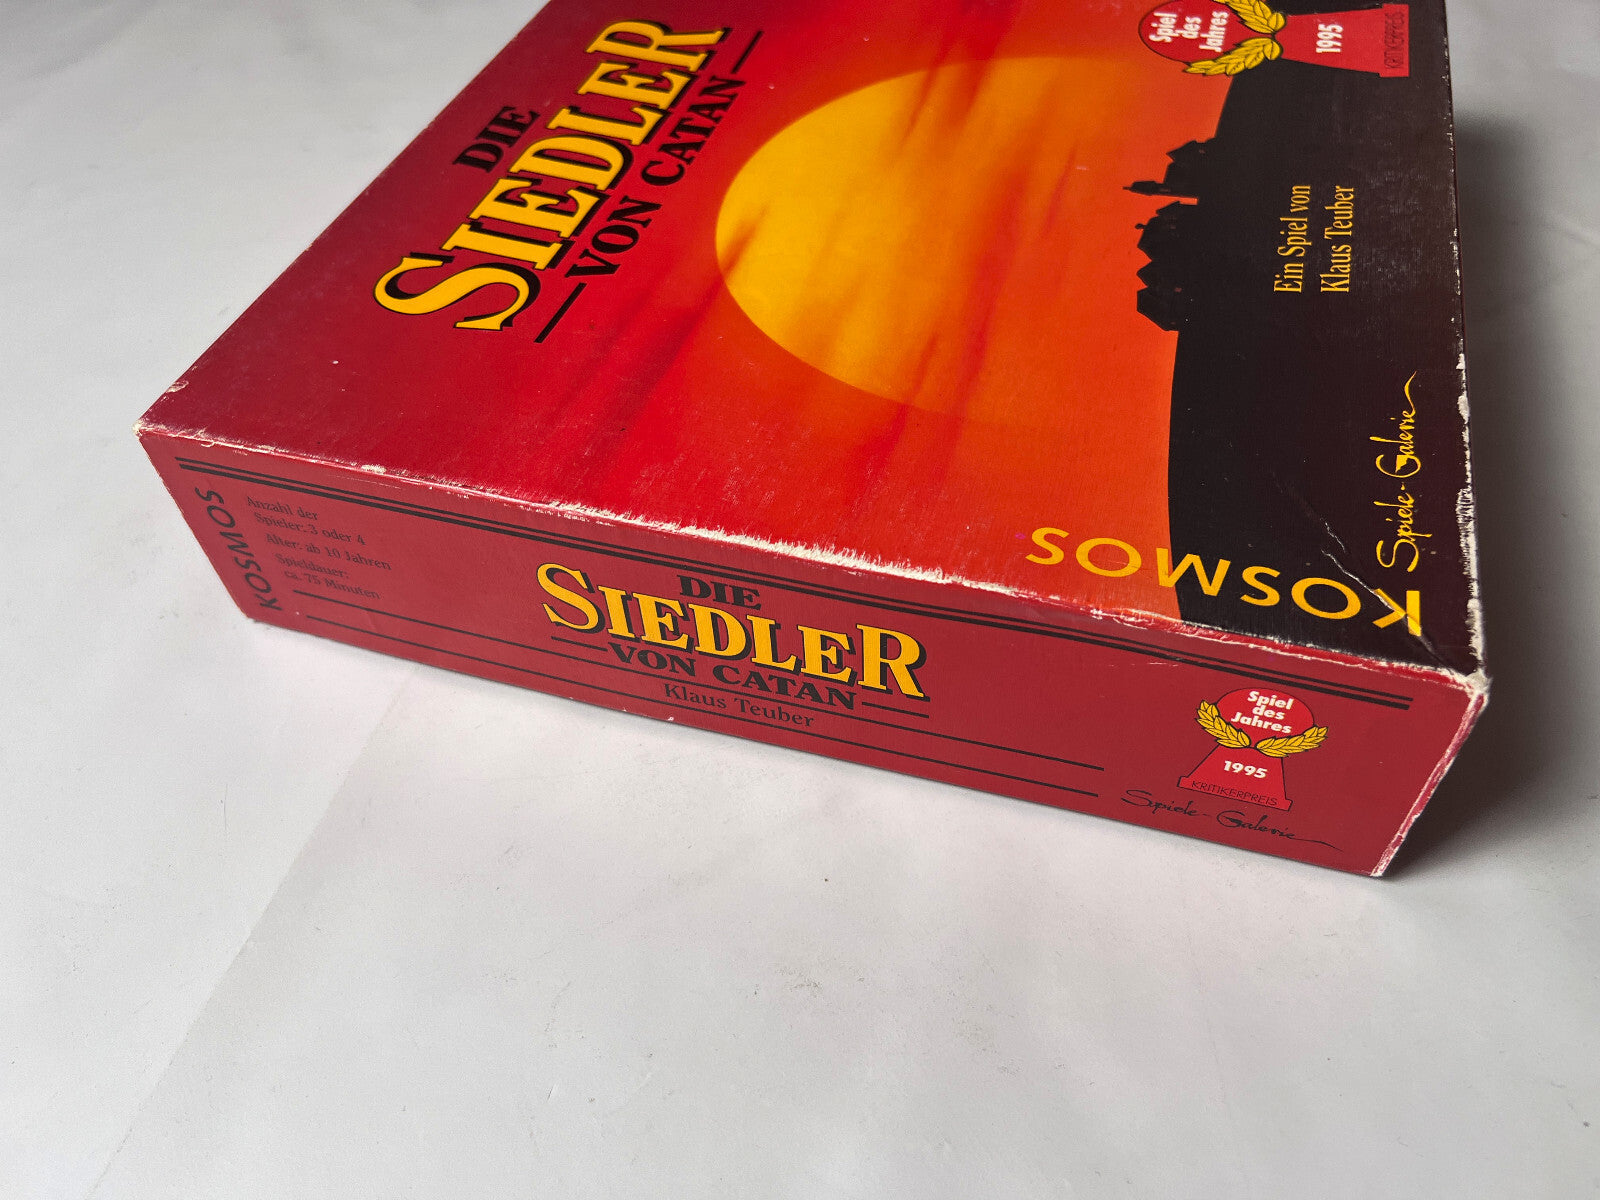 DIE
SIEDLER
VON CATAN
Spiel
des
Jahres
1995
KRITIKERPREIS
Ein Spiel von
Klaus Teuber
KOSMOS
Spiele-Galerie
KOSMOS
Anzahl der
Spieler: 3 oder 4
Alter: ab 10 Jahren
Spieldauer:
ca. 75 Minuten
DIE
SIEDLER
VON CATAN
Klaus Teuber
Spiel
des
Jahres
1995
KRITIKERPREIS
Spiele-Galerie